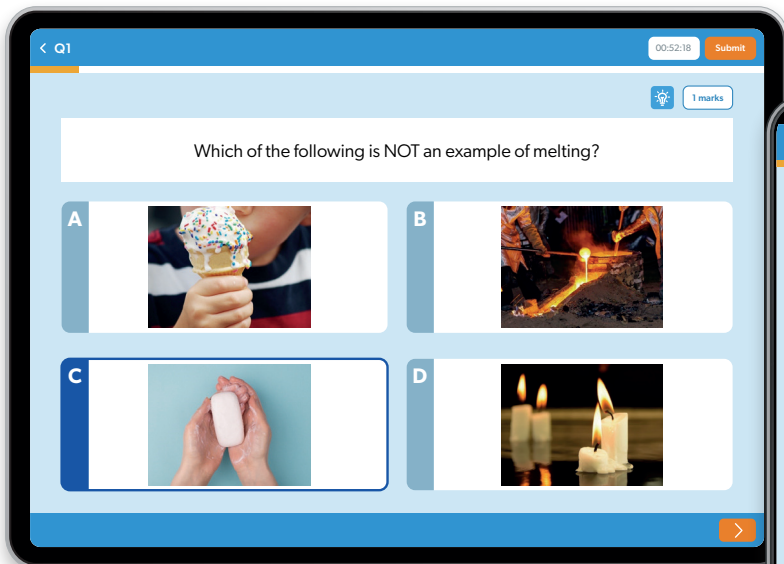 Q1
00:52:18
Submit
1 marks
Which of the following is NOT an example of melting?
A
B
C
D